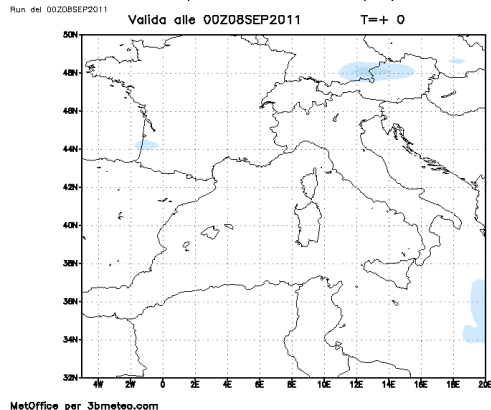 Run del 00Z08SEP2011
Valida alle 00Z08SEP2011 T=+ 0
50N
48N
46N
44N
42N
40N
38N
36N
34N
32N
4W 2W 0 2E 4E 6E 8E 10E 12E 14E 16E 18E 20E
MetOffice per 3bmeteo.com